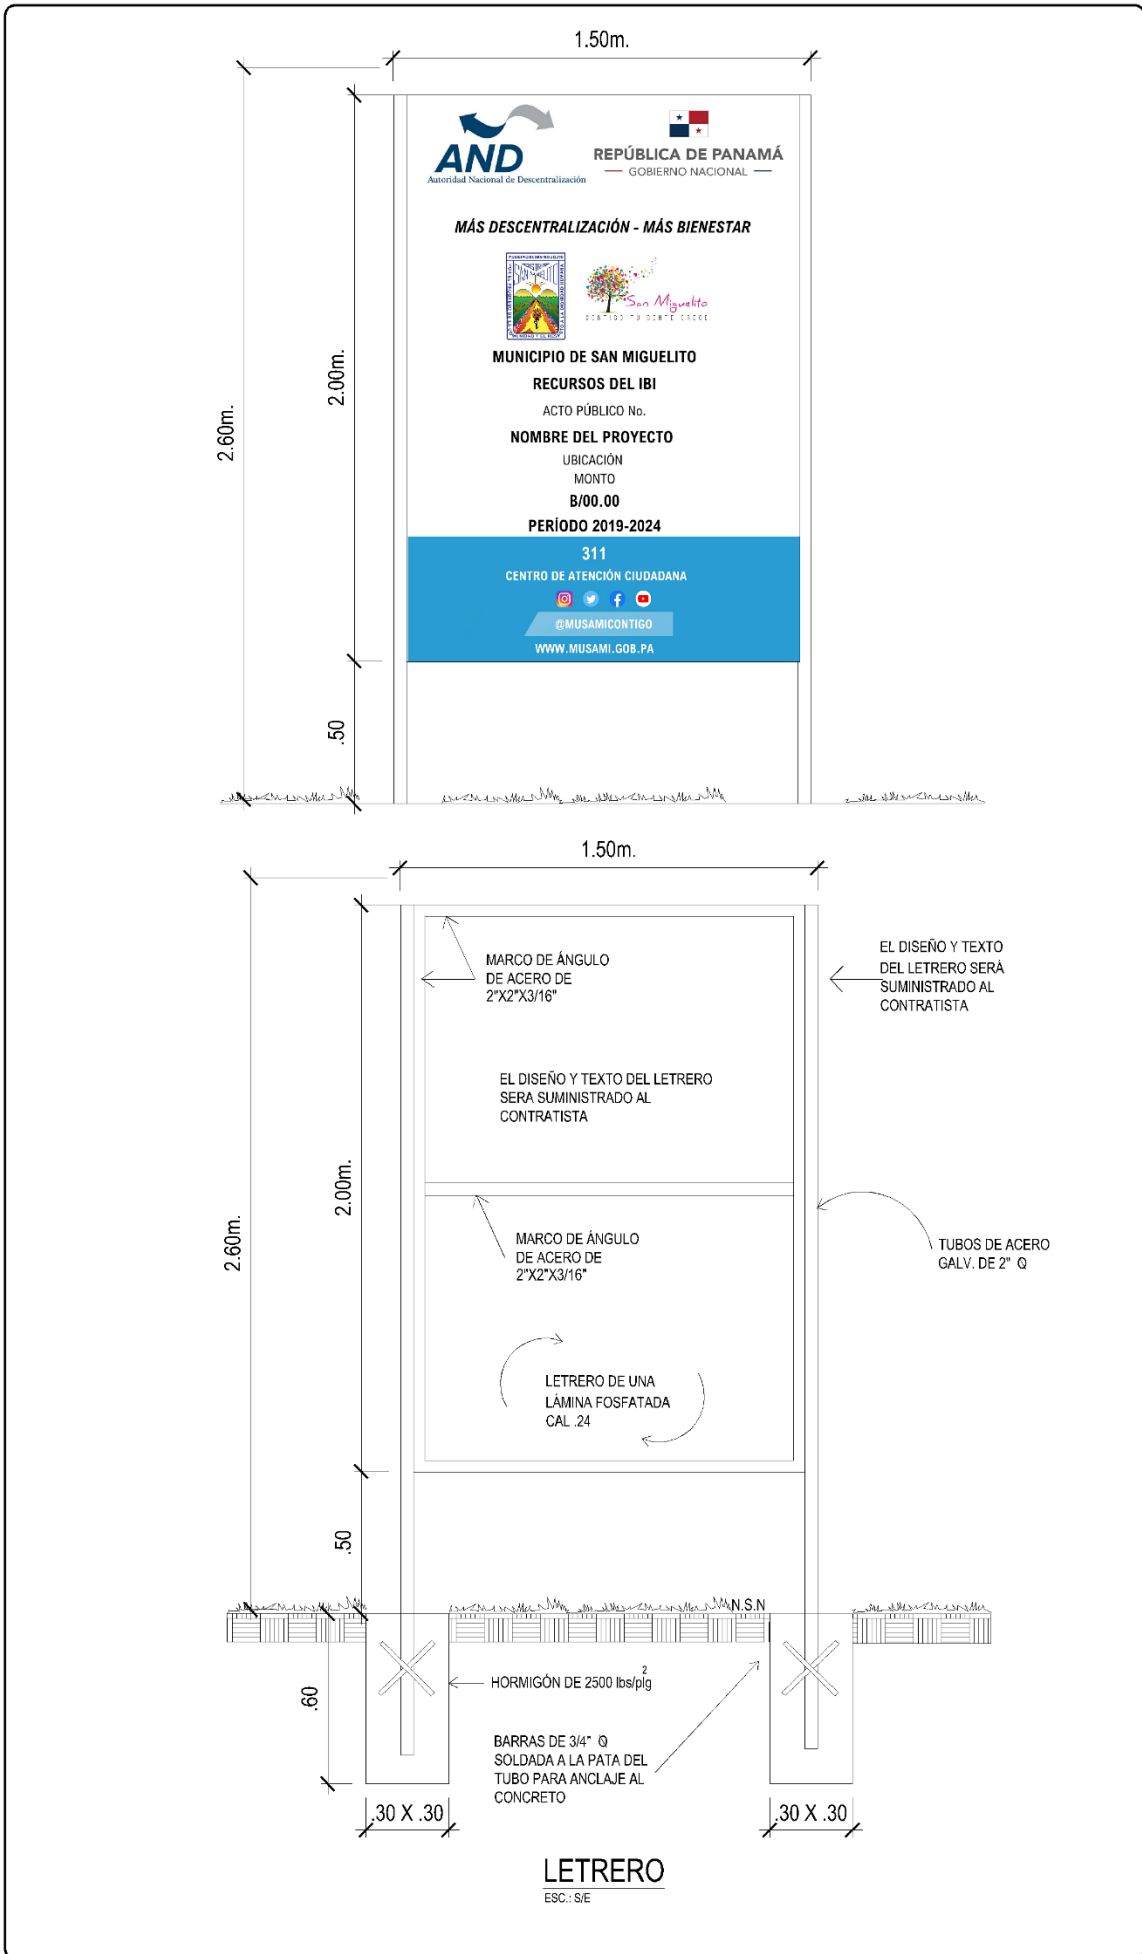 1.50m.
AND
Autoridad Nacional de Descentralización
REPÚBLICA DE PANAMÁ
GOBIERNO NACIONAL
MÁS DESCENTRALIZACIÓN - MÁS BIENESTAR
SAN MIGUELITO
San Miguelito
CONTIGO TU GENTE CRECE
MUNICIPIO DE SAN MIGUELITO
RECURSOS DEL IBI
ACTO PÚBLICO No.
NOMBRE DEL PROYECTO
UBICACIÓN
MONTO
B/00.00
PERÍODO 2019-2024
311
CENTRO DE ATENCIÓN CIUDADANA
@MUSAMICONTIGO
WWW.MUSAMI.GOB.PA
2.00m.
2.60m.
.50
1.50m.
MARCO DE ÁNGULO
DE ACERO DE
2"X2"X3/16"
EL DISEÑO Y TEXTO
DEL LETRERO SERÁ
SUMINISTRADO AL
CONTRATISTA
EL DISEÑO Y TEXTO DEL LETRERO
SERA SUMINISTRADO AL
CONTRATISTA
2.00m.
2.60m.
MARCO DE ÁNGULO
DE ACERO DE
2"X2"X3/16"
TUBOS DE ACERO
GALV. DE 2" Q
LETRERO DE UNA
LÁMINA FOSFATADA
CAL .24
.50
N.S.N
HORMIGÓN DE 2500 lbs/plg²
.60
BARRAS DE 3/4" Q
SOLDADA A LA PATA DEL
TUBO PARA ANCLAJE AL
CONCRETO
.30 X .30
.30 X .30
LETRERO
ESC.: S/E